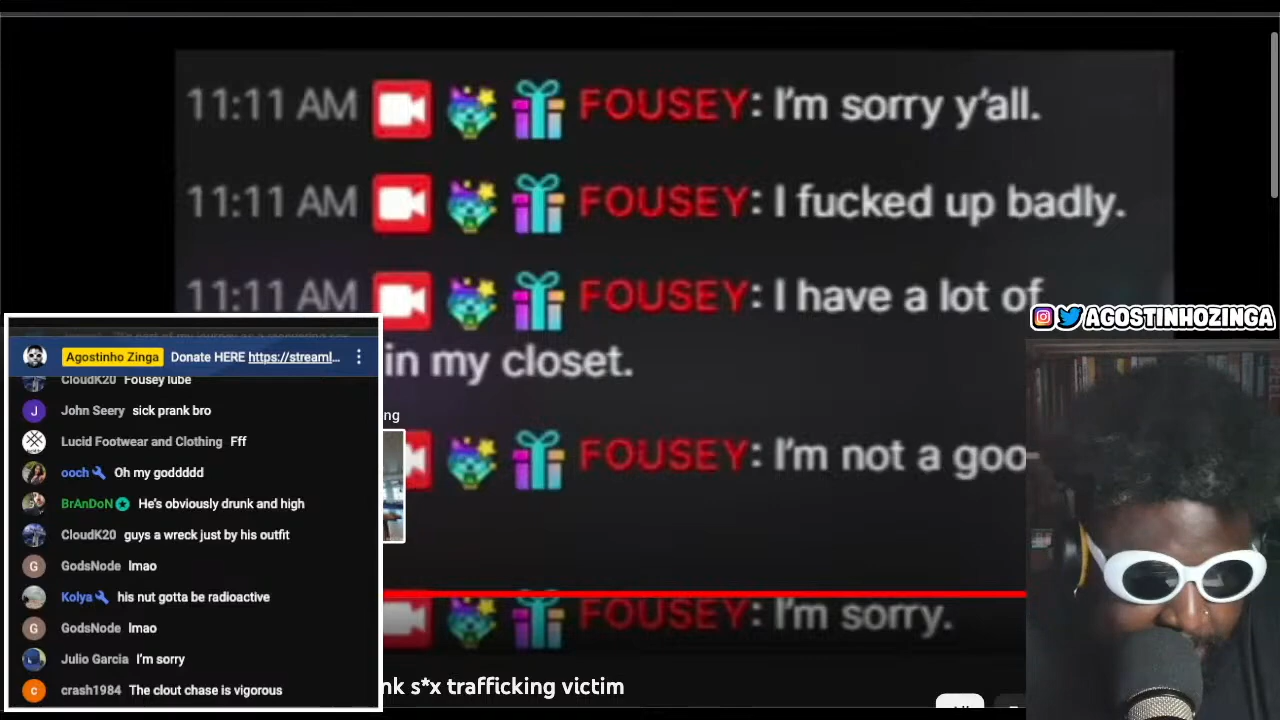 11:11 AM FOUSEY: I'm sorry y'all.
11:11 AM FOUSEY: I fucked up badly.
11:11 AM FOUSEY: I have a lot of
in my closet.
FOUSEY: I'm not a goo
FOUSEY: I'm sorry.
nk s*x trafficking victim
ng
AGOSTINHOZINGA
Agostinho Zinga Donate HERE https://streaml...
CloudK20 Fousey lube
John Seery sick prank bro
Lucid Footwear and Clothing Fff
ooch Oh my goddddd
BrAnDoN He's obviously drunk and high
CloudK20 guys a wreck just by his outfit
GodsNode lmao
Kolya his nut gotta be radioactive
GodsNode lmao
Julio Garcia I'm sorry
crash1984 The clout chase is vigorous